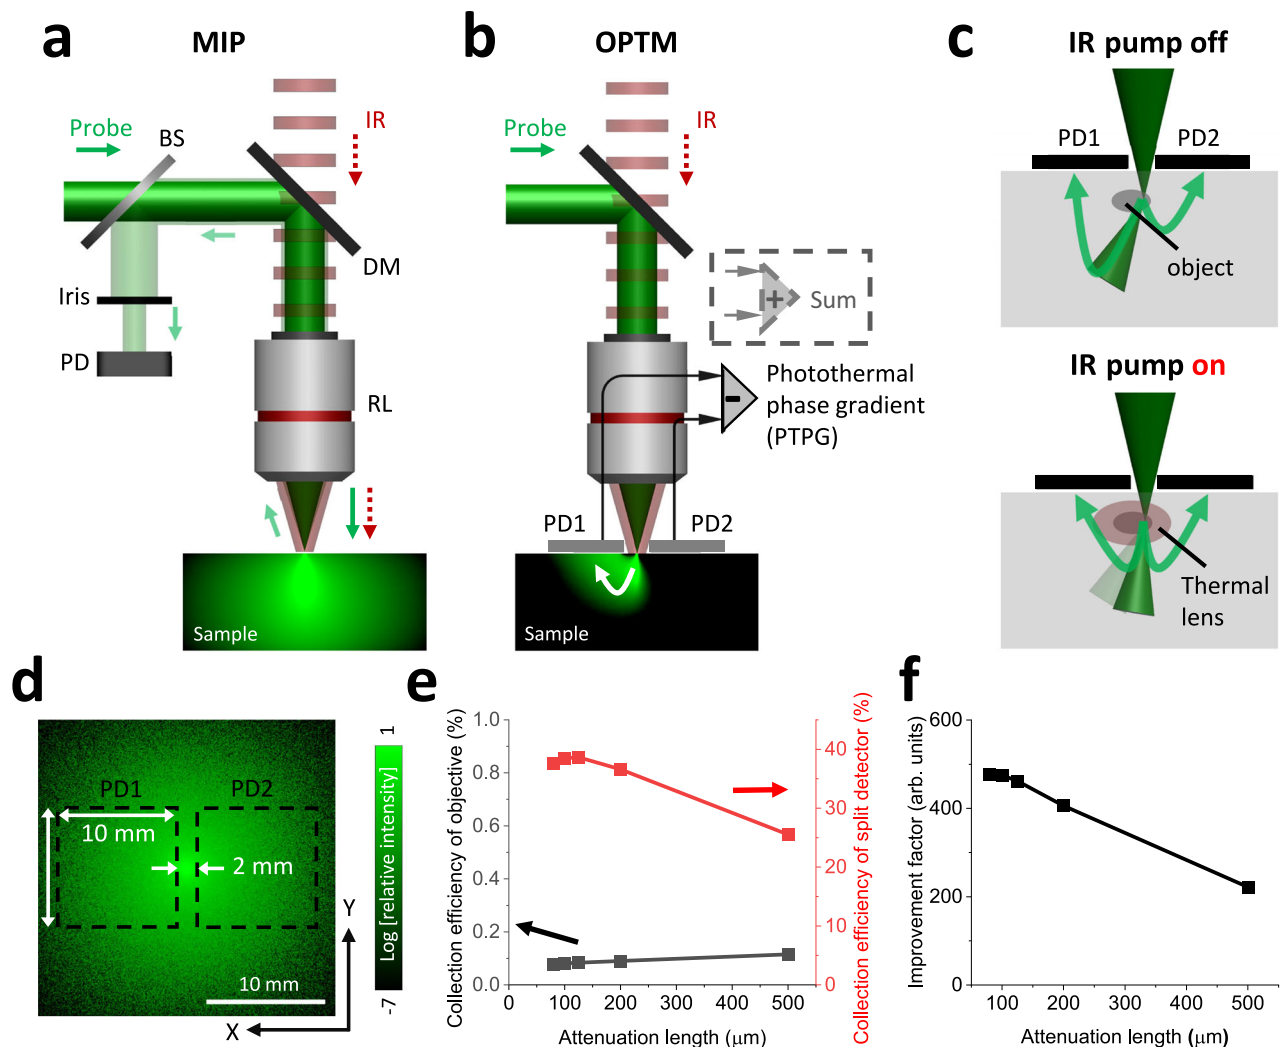 a
MIP
Probe
BS
IR
DM
Iris
PD
RL
Sample
b
OPTM
Probe
IR
+
Sum
-
Photothermal
phase gradient
(PTPG)
PD1
PD2
Sample
c
IR pump off
PD1
PD2
object
IR pump on
Thermal
lens
d
PD1
PD2
10 mm
2 mm
Y
X
10 mm
1
Log [relative intensity]
-7
e
Collection efficiency of objective (%)
1.0
0.8
0.6
0.4
0.2
0.0
0
100
200
300
400
500
Attenuation length (μm)
40
30
20
10
0
Collection efficiency of split detector (%)
f
Improvement factor (arb. units)
600
400
200
0
100
200
300
400
500
Attenuation length (μm)